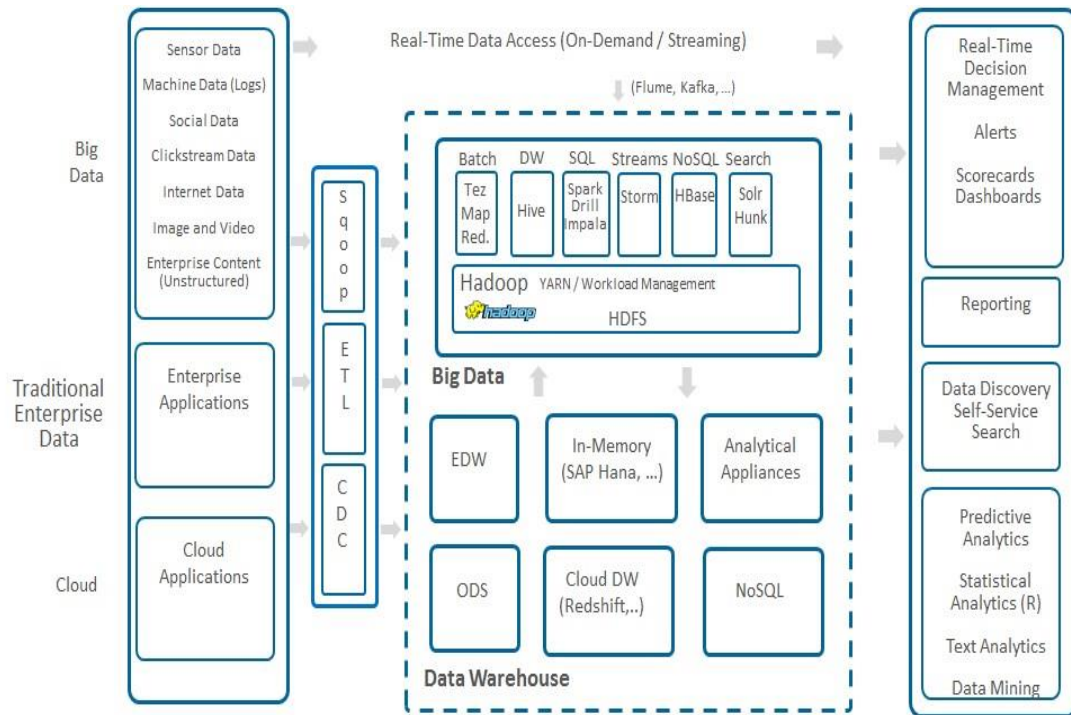 Real-Time Data Access (On-Demand / Streaming)
(Flume, Kafka, ...)
Big
Data
Sensor Data
Machine Data (Logs)
Social Data
Clickstream Data
Internet Data
Image and Video
Enterprise Content
(Unstructured)
Traditional
Enterprise
Data
Enterprise
Applications
Cloud
Cloud
Applications
S
q
o
o
p
E
T
L
C
D
C
Batch
Tez
Map
Red.
DW
Hive
SQL
Spark
Drill
Impala
Streams
Storm
NoSQL
HBase
Search
Solr
Hunk
Hadoop YARN / Workload Management
hadoop
HDFS
Big Data
EDW
In-Memory
(SAP Hana, ...)
Analytical
Appliances
ODS
Cloud DW
(Redshift,..)
NoSQL
Data Warehouse
Real-Time
Decision
Management
Alerts
Scorecards
Dashboards
Reporting
Data Discovery
Self-Service
Search
Predictive
Analytics
Statistical
Analytics (R)
Text Analytics
Data Mining